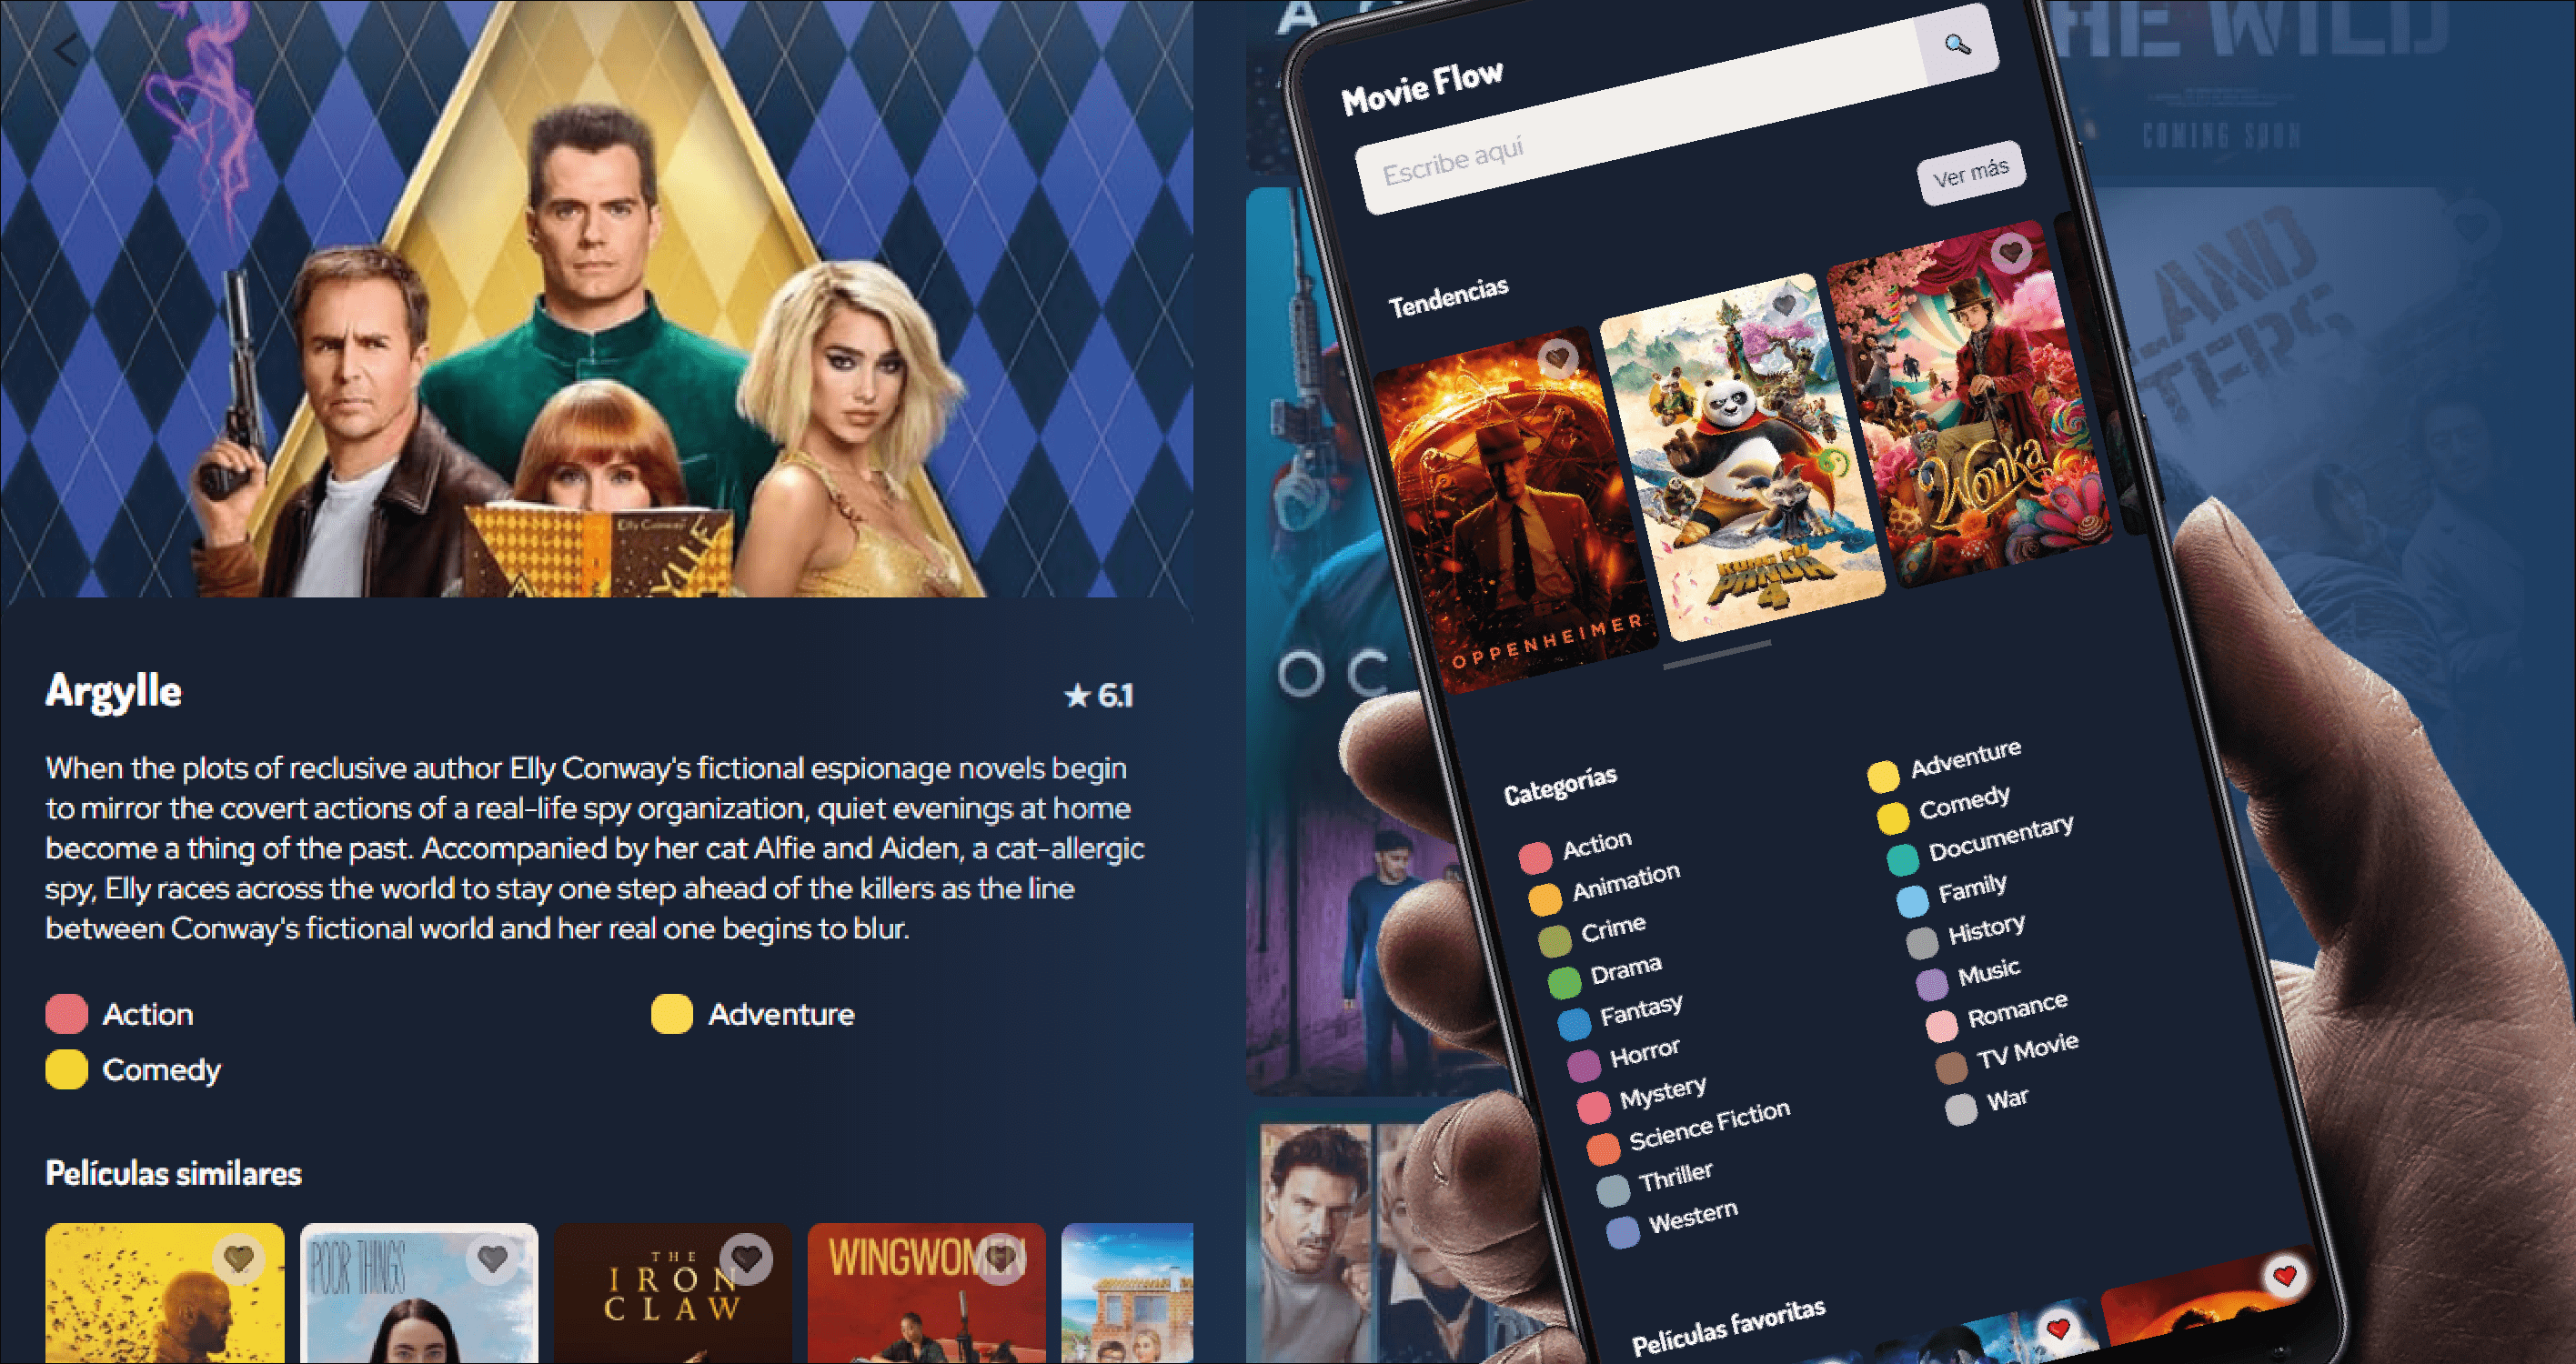 Elly Conway
Argylle
★ 6.1
When the plots of reclusive author Elly Conway's fictional espionage novels begin
to mirror the covert actions of a real-life spy organization, quiet evenings at home
become a thing of the past. Accompanied by her cat Alfie and Aiden, a cat-allergic
spy, Elly races across the world to stay one step ahead of the killers as the line
between Conway's fictional world and her real one begins to blur.
Action
Adventure
Comedy
Películas similares
POOR THINGS
THE
IRON
CLAW
WINGWOMEN
HE WILD
COMING SOON
LAND
OC
Movie Flow
Escribe aquí
Ver más
Tendencias
OPPENHEIMER
KUNG FU
PANDA
4
Wonka
Categorías
Action
Animation
Crime
Drama
Fantasy
Horror
Mystery
Science Fiction
Thriller
Western
Adventure
Comedy
Documentary
Family
History
Music
Romance
TV Movie
War
Películas favoritas